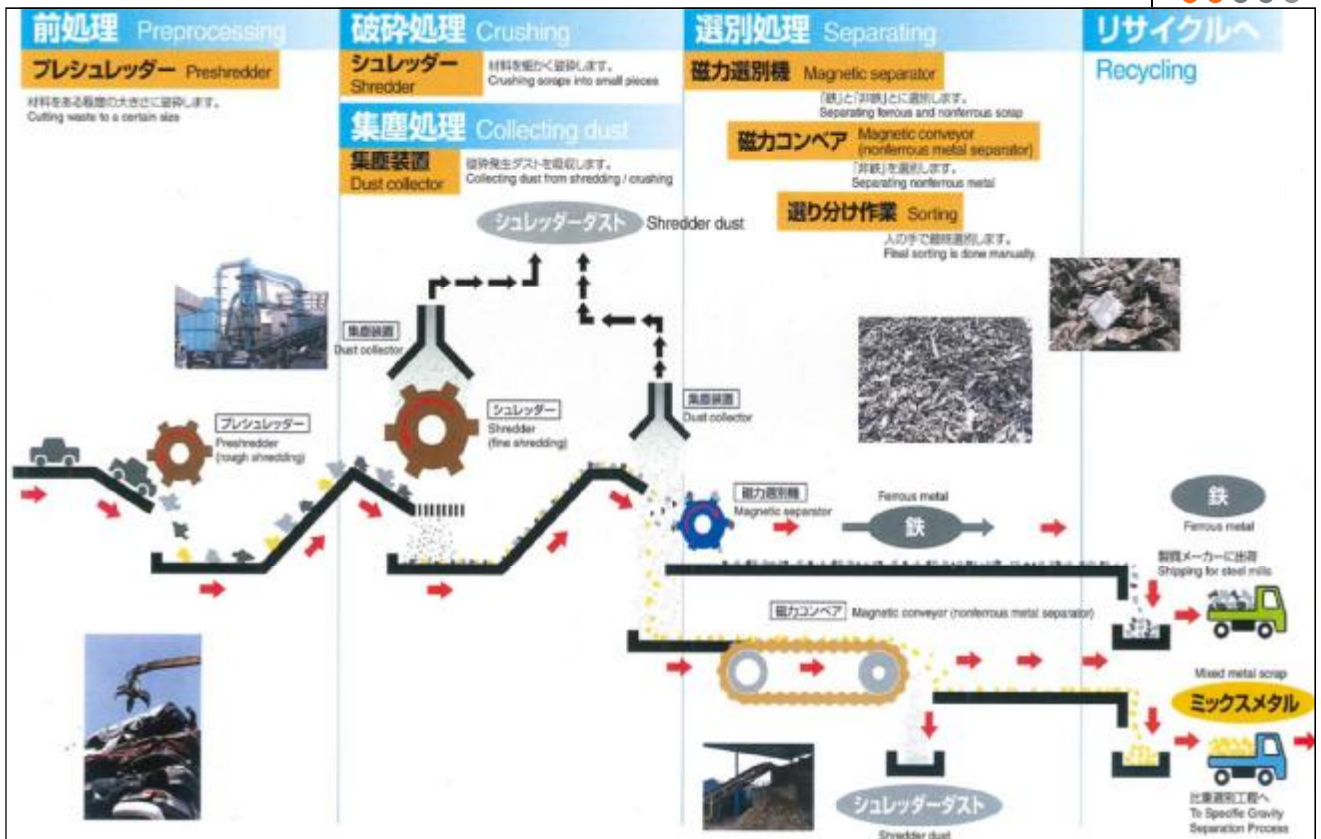 前処理 Preprocessing
プレシュレッダー Preshredder
材料をある程度の大きさに破砕します。
Cutting waste to a certain size
破砕処理 Crushing
シュレッダー
Shredder
材料を細かく破砕します。
Crushing scraps into small pieces
集塵処理 Collecting dust
集塵装置
Dust collector
破砕発生ダストを吸収します。
Collecting dust from shredding / crushing
選別処理 Separating
磁力選別機 Magnetic separator
「鉄」と「非鉄」とに選別します。
Separating ferrous and nonferrous scrap
磁力コンベア Magnetic conveyor
(nonferrous metal separator)
「非鉄」を選別します。
Separating nonferrous metal
選り分け作業 Sorting
人の手で最終選別します。
Final sorting is done manually.
リサイクルへ
Recycling
シュレッダーダスト Shredder dust
集塵装置
Dust collector
プレシュレッダー
Preshredder
(rough shredding)
シュレッダー
Shredder
(fine shredding)
集塵装置
Dust collector
磁力選別機
Magnetic separator
Ferrous metal
鉄
鉄
Ferrous metal
製鋼メーカーに出荷
Shipping for steel mills
磁力コンベア Magnetic conveyor (nonferrous metal separator)
Mixed metal scrap
ミックスメタル
シュレッダーダスト
Shredder dust
比重選別工程へ
To Specific Gravity
Separation Process